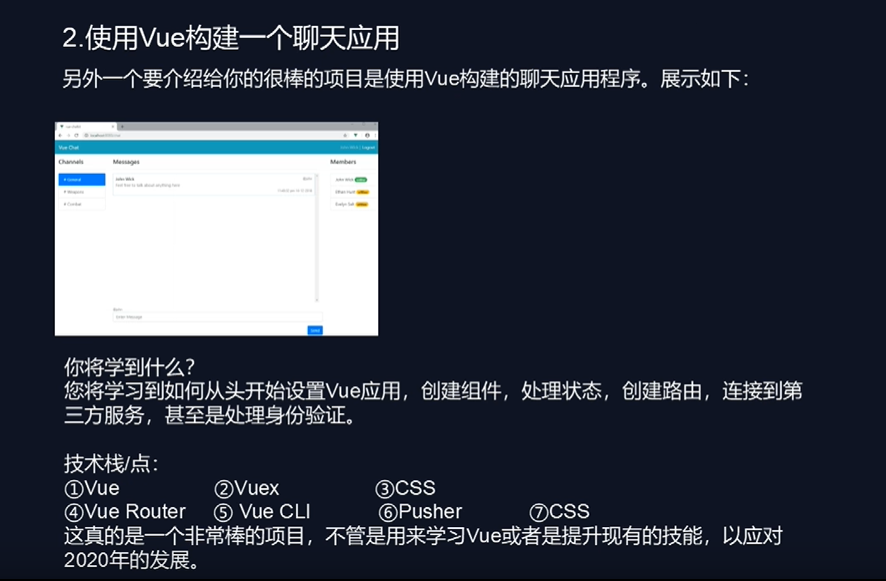 2.使用Vue构建一个聊天应用
另外一个要介绍给你的很棒的项目是使用Vue构建的聊天应用程序。展示如下：
Vue Chat
Logout
Channels
Messages
Members
General
John Wick
Weapons
Combat
Enter message
Send
你将学到什么？
您将学习到如何从头开始设置Vue应用，创建组件，处理状态，创建路由，连接到第
三方服务，甚至是处理身份验证。
技术栈/点：
①Vue ②Vuex ③CSS
④Vue Router ⑤ Vue CLI ⑥Pusher ⑦CSS
这真的是一个非常棒的项目，不管是用来学习Vue或者是提升现有的技能，以应对
2020年的发展。